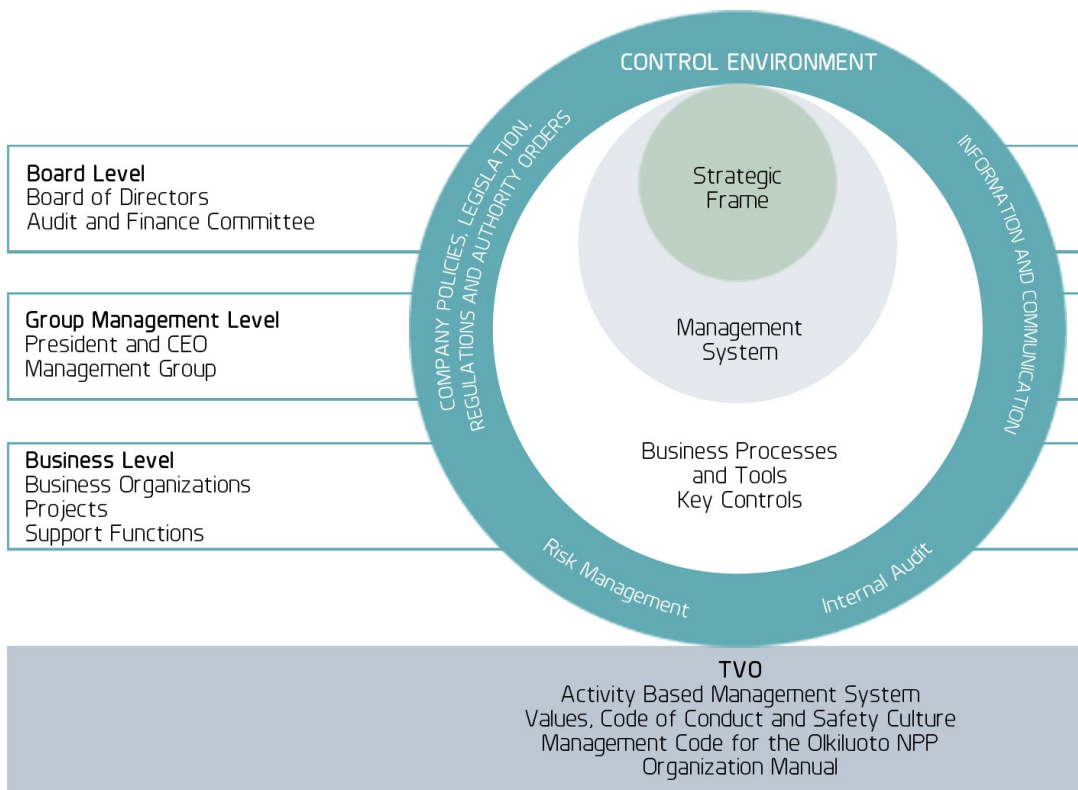 CONTROL ENVIRONMENT
COMPANY POLICIES, LEGISLATION,
REGULATIONS AND AUTHORITY ORDERS
INFORMATION AND COMMUNICATION
Strategic
Frame
Board Level
Board of Directors
Audit and Finance Committee
Group Management Level
President and CEO
Management Group
Management
System
Business Level
Business Organizations
Projects
Support Functions
Business Processes
and Tools
Key Controls
Risk Management
Internal Audit
TVO
Activity Based Management System
Values, Code of Conduct and Safety Culture
Management Code for the Olkiluoto NPP
Organization Manual